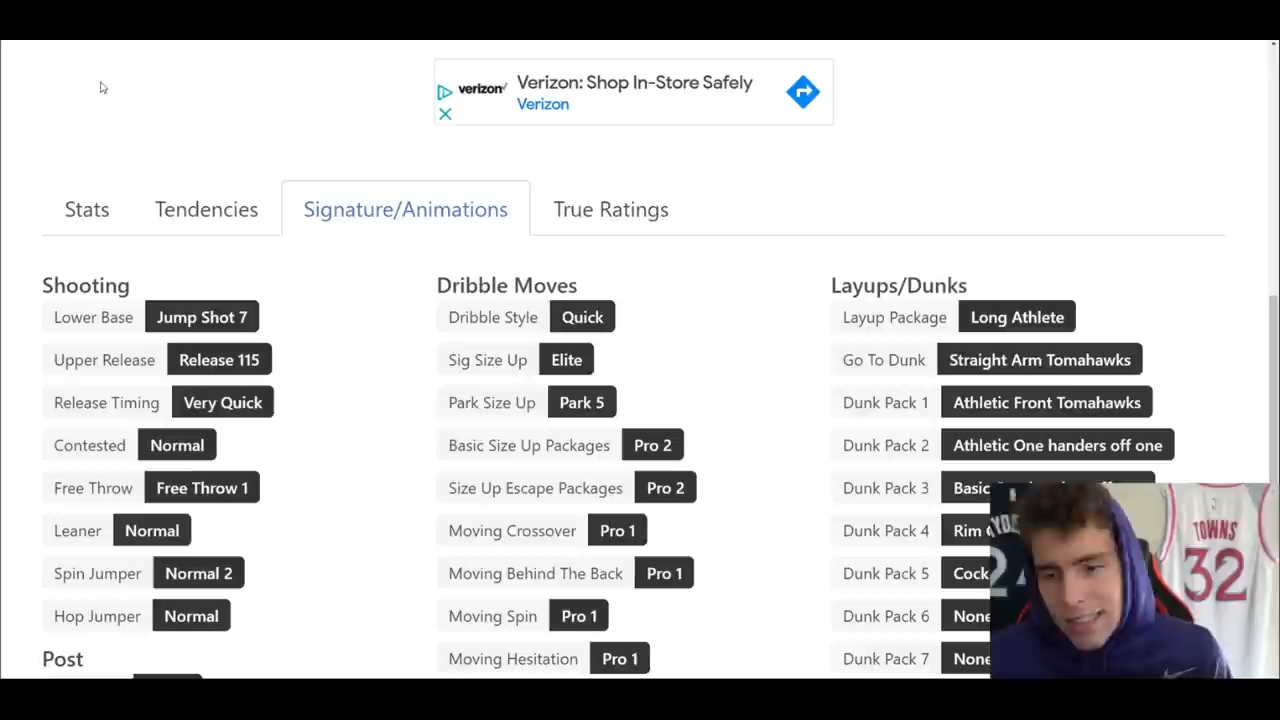 verizon
Verizon: Shop In-Store Safely
Verizon
Stats Tendencies Signature/Animations True Ratings
Shooting
Lower Base Jump Shot 7
Upper Release Release 115
Release Timing Very Quick
Contested Normal
Free Throw Free Throw 1
Leaner Normal
Spin Jumper Normal 2
Hop Jumper Normal
Post
Dribble Moves
Dribble Style Quick
Sig Size Up Elite
Park Size Up Park 5
Basic Size Up Packages Pro 2
Size Up Escape Packages Pro 2
Moving Crossover Pro 1
Moving Behind The Back Pro 1
Moving Spin Pro 1
Moving Hesitation Pro 1
Layups/Dunks
Layup Package Long Athlete
Go To Dunk Straight Arm Tomahawks
Dunk Pack 1 Athletic Front Tomahawks
Dunk Pack 2 Athletic One handers off one
Dunk Pack 3 Basic
Dunk Pack 4 Rim
Dunk Pack 5 Cock
Dunk Pack 6 None
Dunk Pack 7 None
TOWNS
32